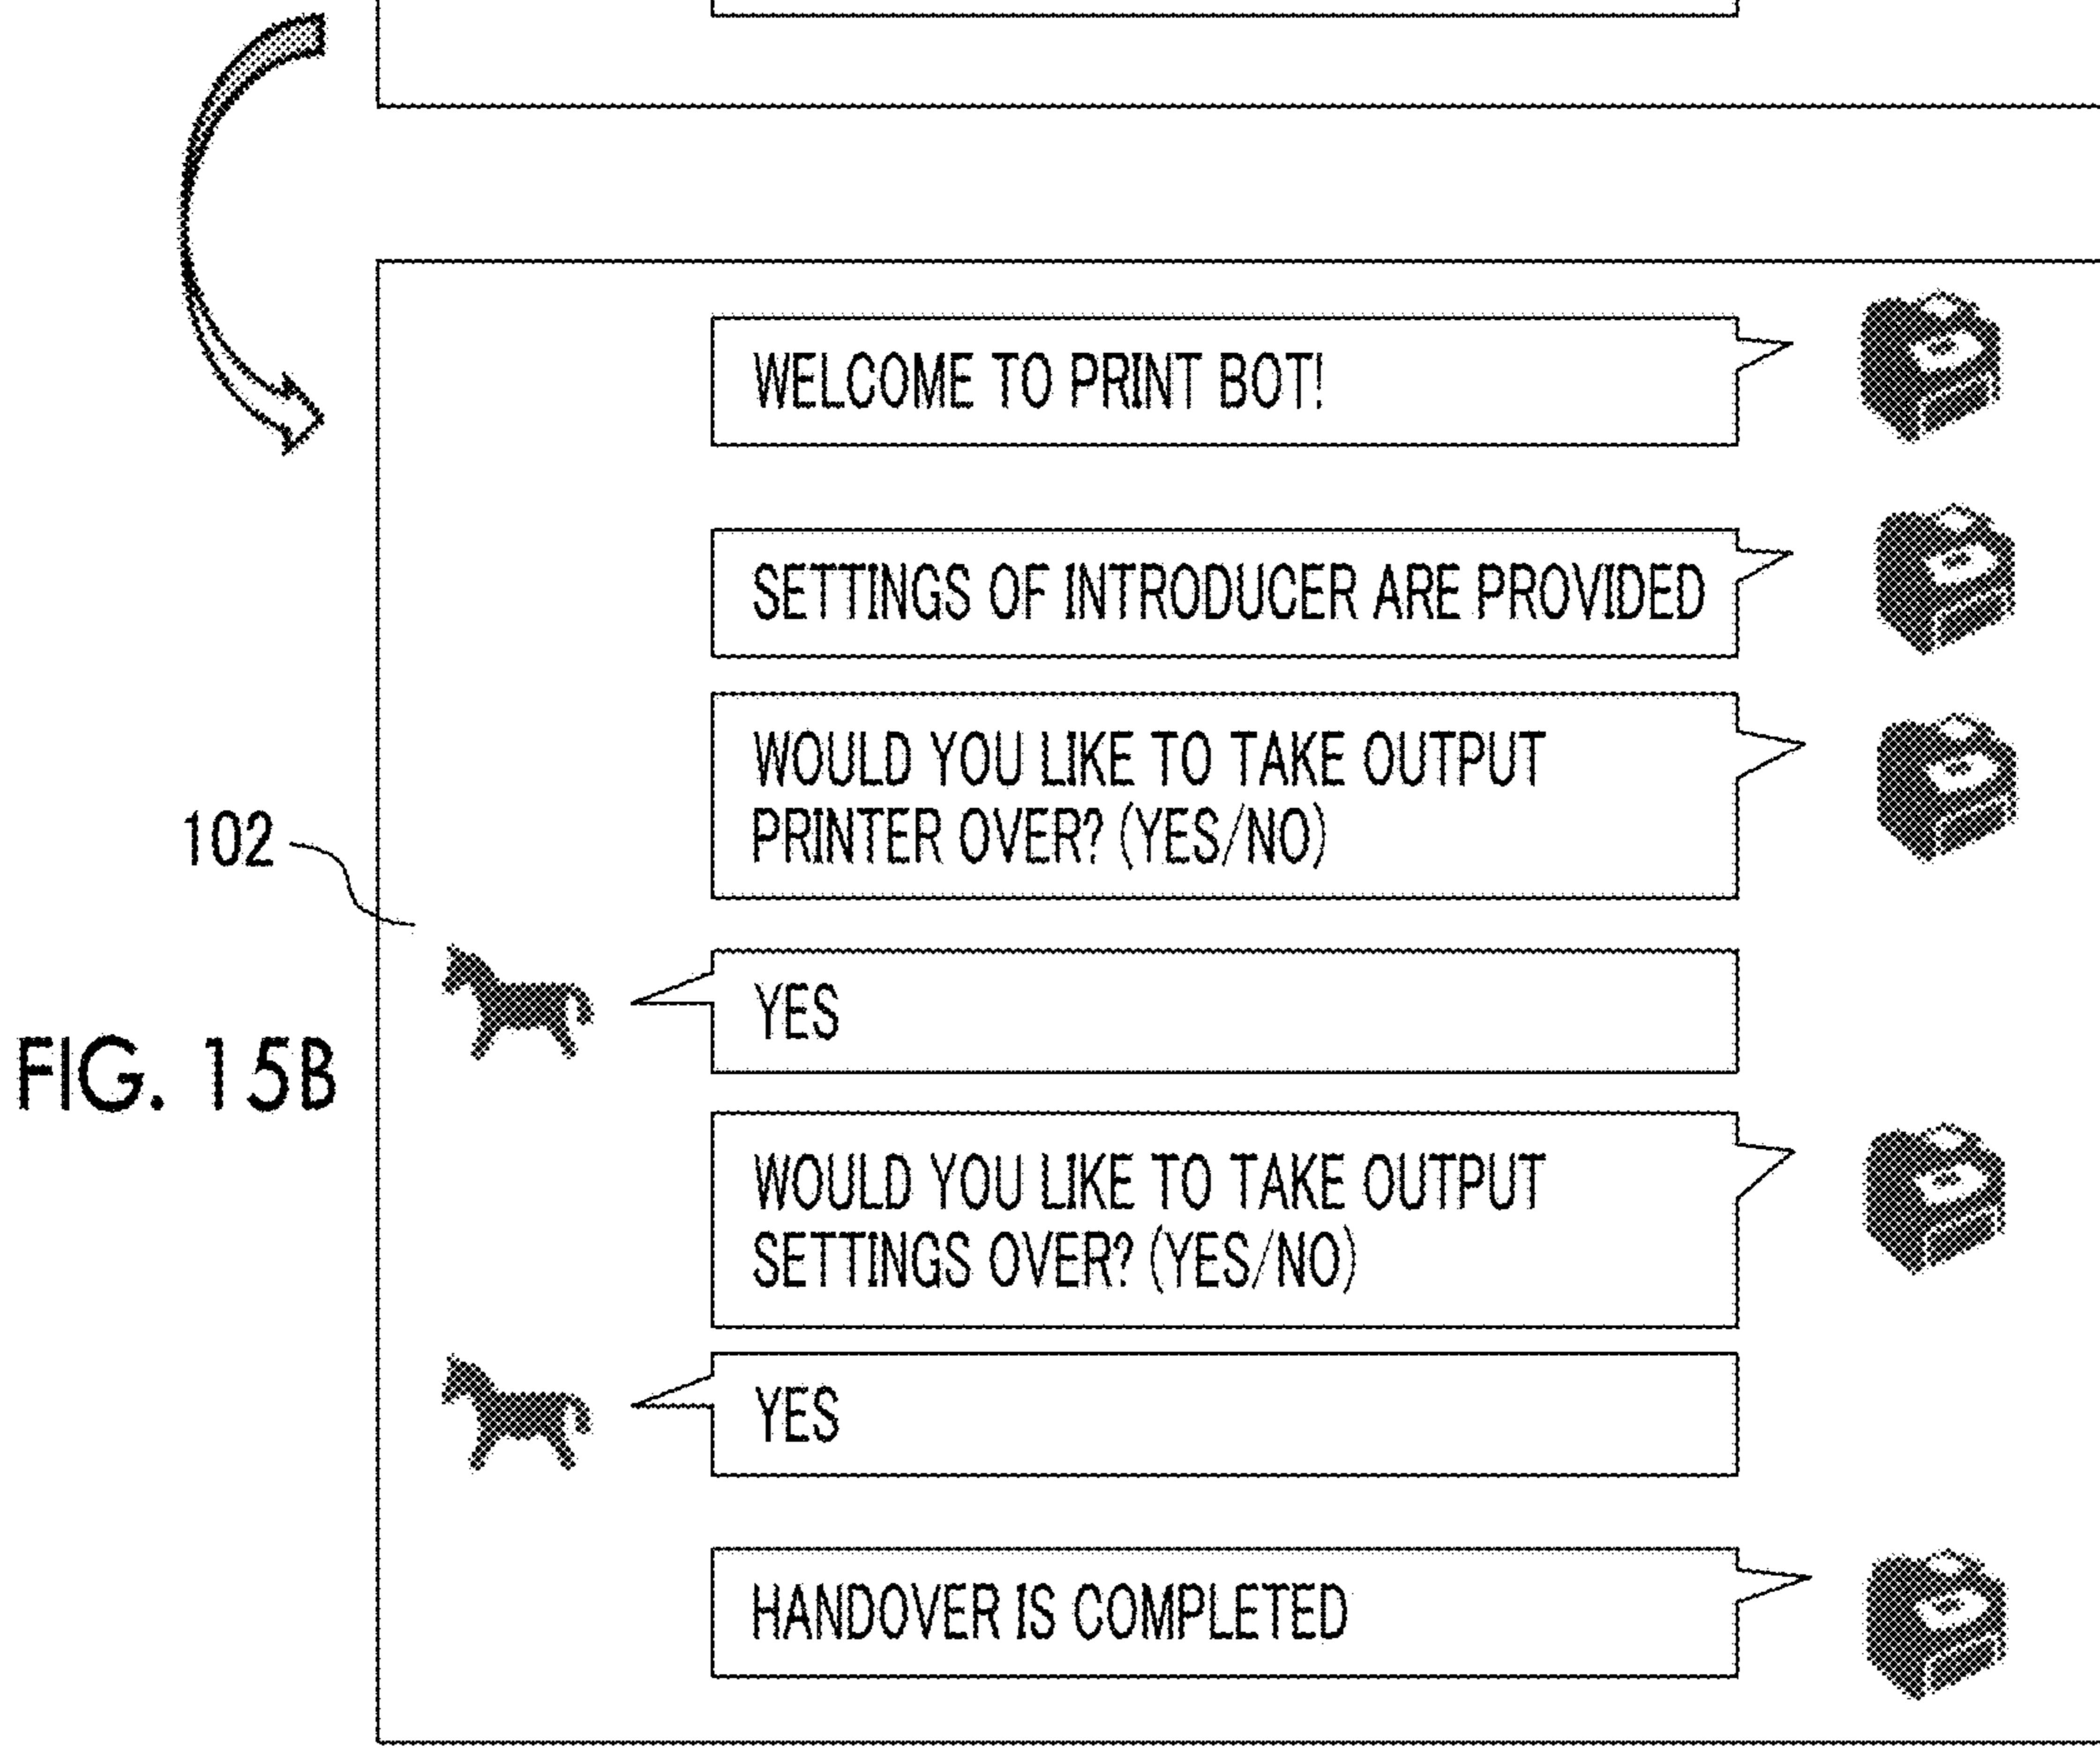 WELCOME TO PRINT BOT!
SETTINGS OF INTRODUCER ARE PROVIDED
WOULD YOU LIKE TO TAKE OUTPUT
PRINTER OVER? (YES/NO)
102
YES
FIG. 15B
WOULD YOU LIKE TO TAKE OUTPUT
SETTINGS OVER? (YES/NO)
YES
HANDOVER IS COMPLETED